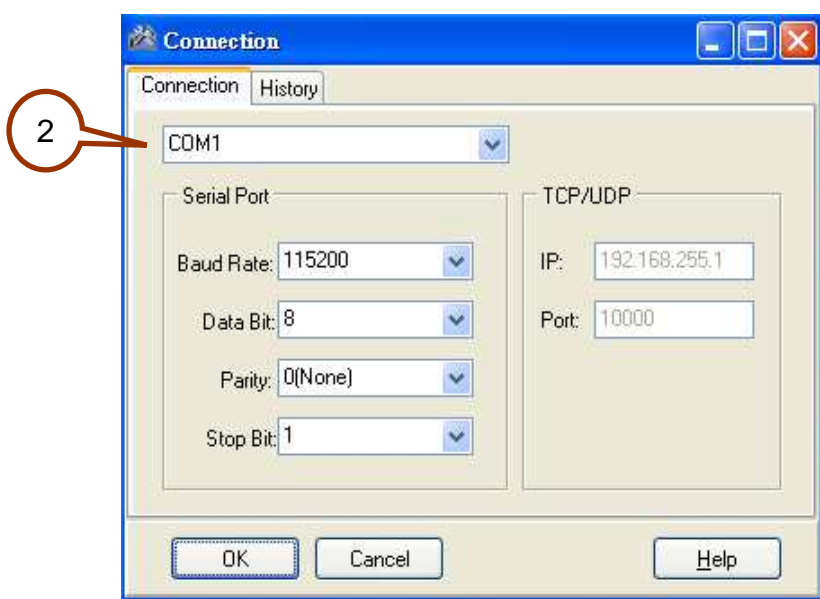 Connection
Connection History
2
COM1
Serial Port
TCP/UDP
Baud Rate: 115200
IP: 192.168.255.1
Data Bit: 8
Port: 10000
Parity: 0(None)
Stop Bit: 1
OK Cancel Help